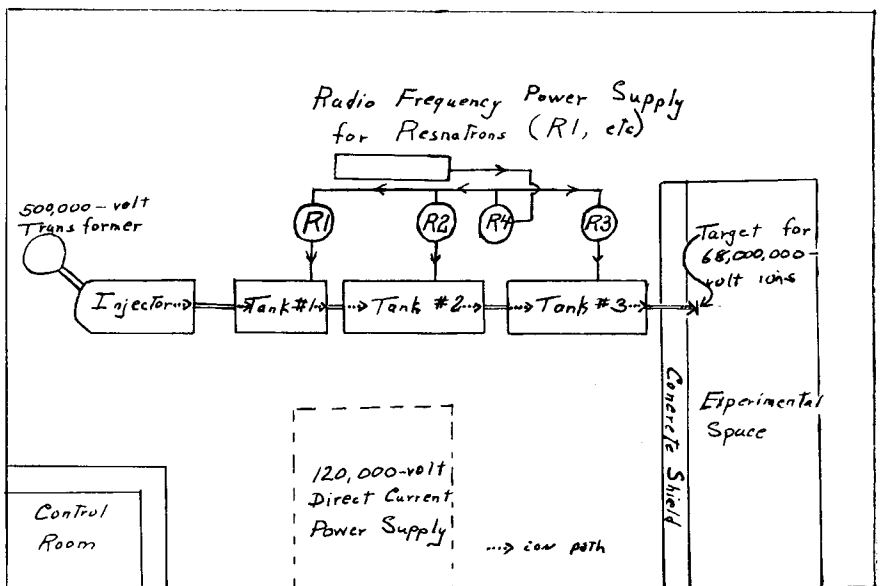 Radio Frequency Power Supply
for Resnatrons (R1, etc)
500,000-volt
Transformer
R1
R2
R4
R3
Target for
68,000,000-
volt ions
Injector
Tank #1
Tank #2
Tank #3
Concrete Shield
Experimental
Space
120,000-volt
Direct Current
Power Supply
Control
Room
ion path